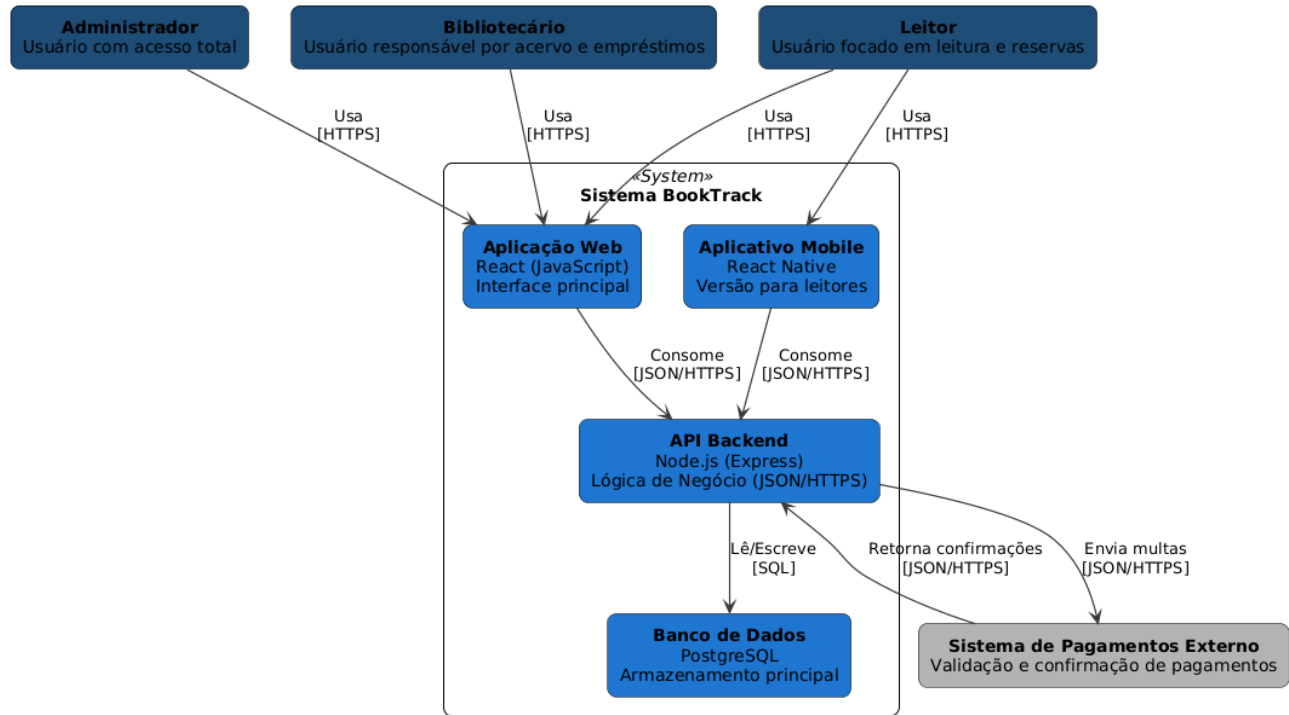 Administrador
Usuário com acesso total
Bibliotecário
Usuário responsável por acervo e empréstimos
Leitor
Usuário focado em leitura e reservas
Usa
[HTTPS]
Usa
[HTTPS]
Usa
[HTTPS]
Usa
[HTTPS]
«System»
Sistema BookTrack
Aplicação Web
React (JavaScript)
Interface principal
Aplicativo Mobile
React Native
Versão para leitores
Consome
[JSON/HTTPS]
Consome
[JSON/HTTPS]
API Backend
Node.js (Express)
Lógica de Negócio (JSON/HTTPS)
Lê/Escreve
[SQL]
Retorna confirmações
[JSON/HTTPS]
Envia multas
[JSON/HTTPS]
Banco de Dados
PostgreSQL
Armazenamento principal
Sistema de Pagamentos Externo
Validação e confirmação de pagamentos